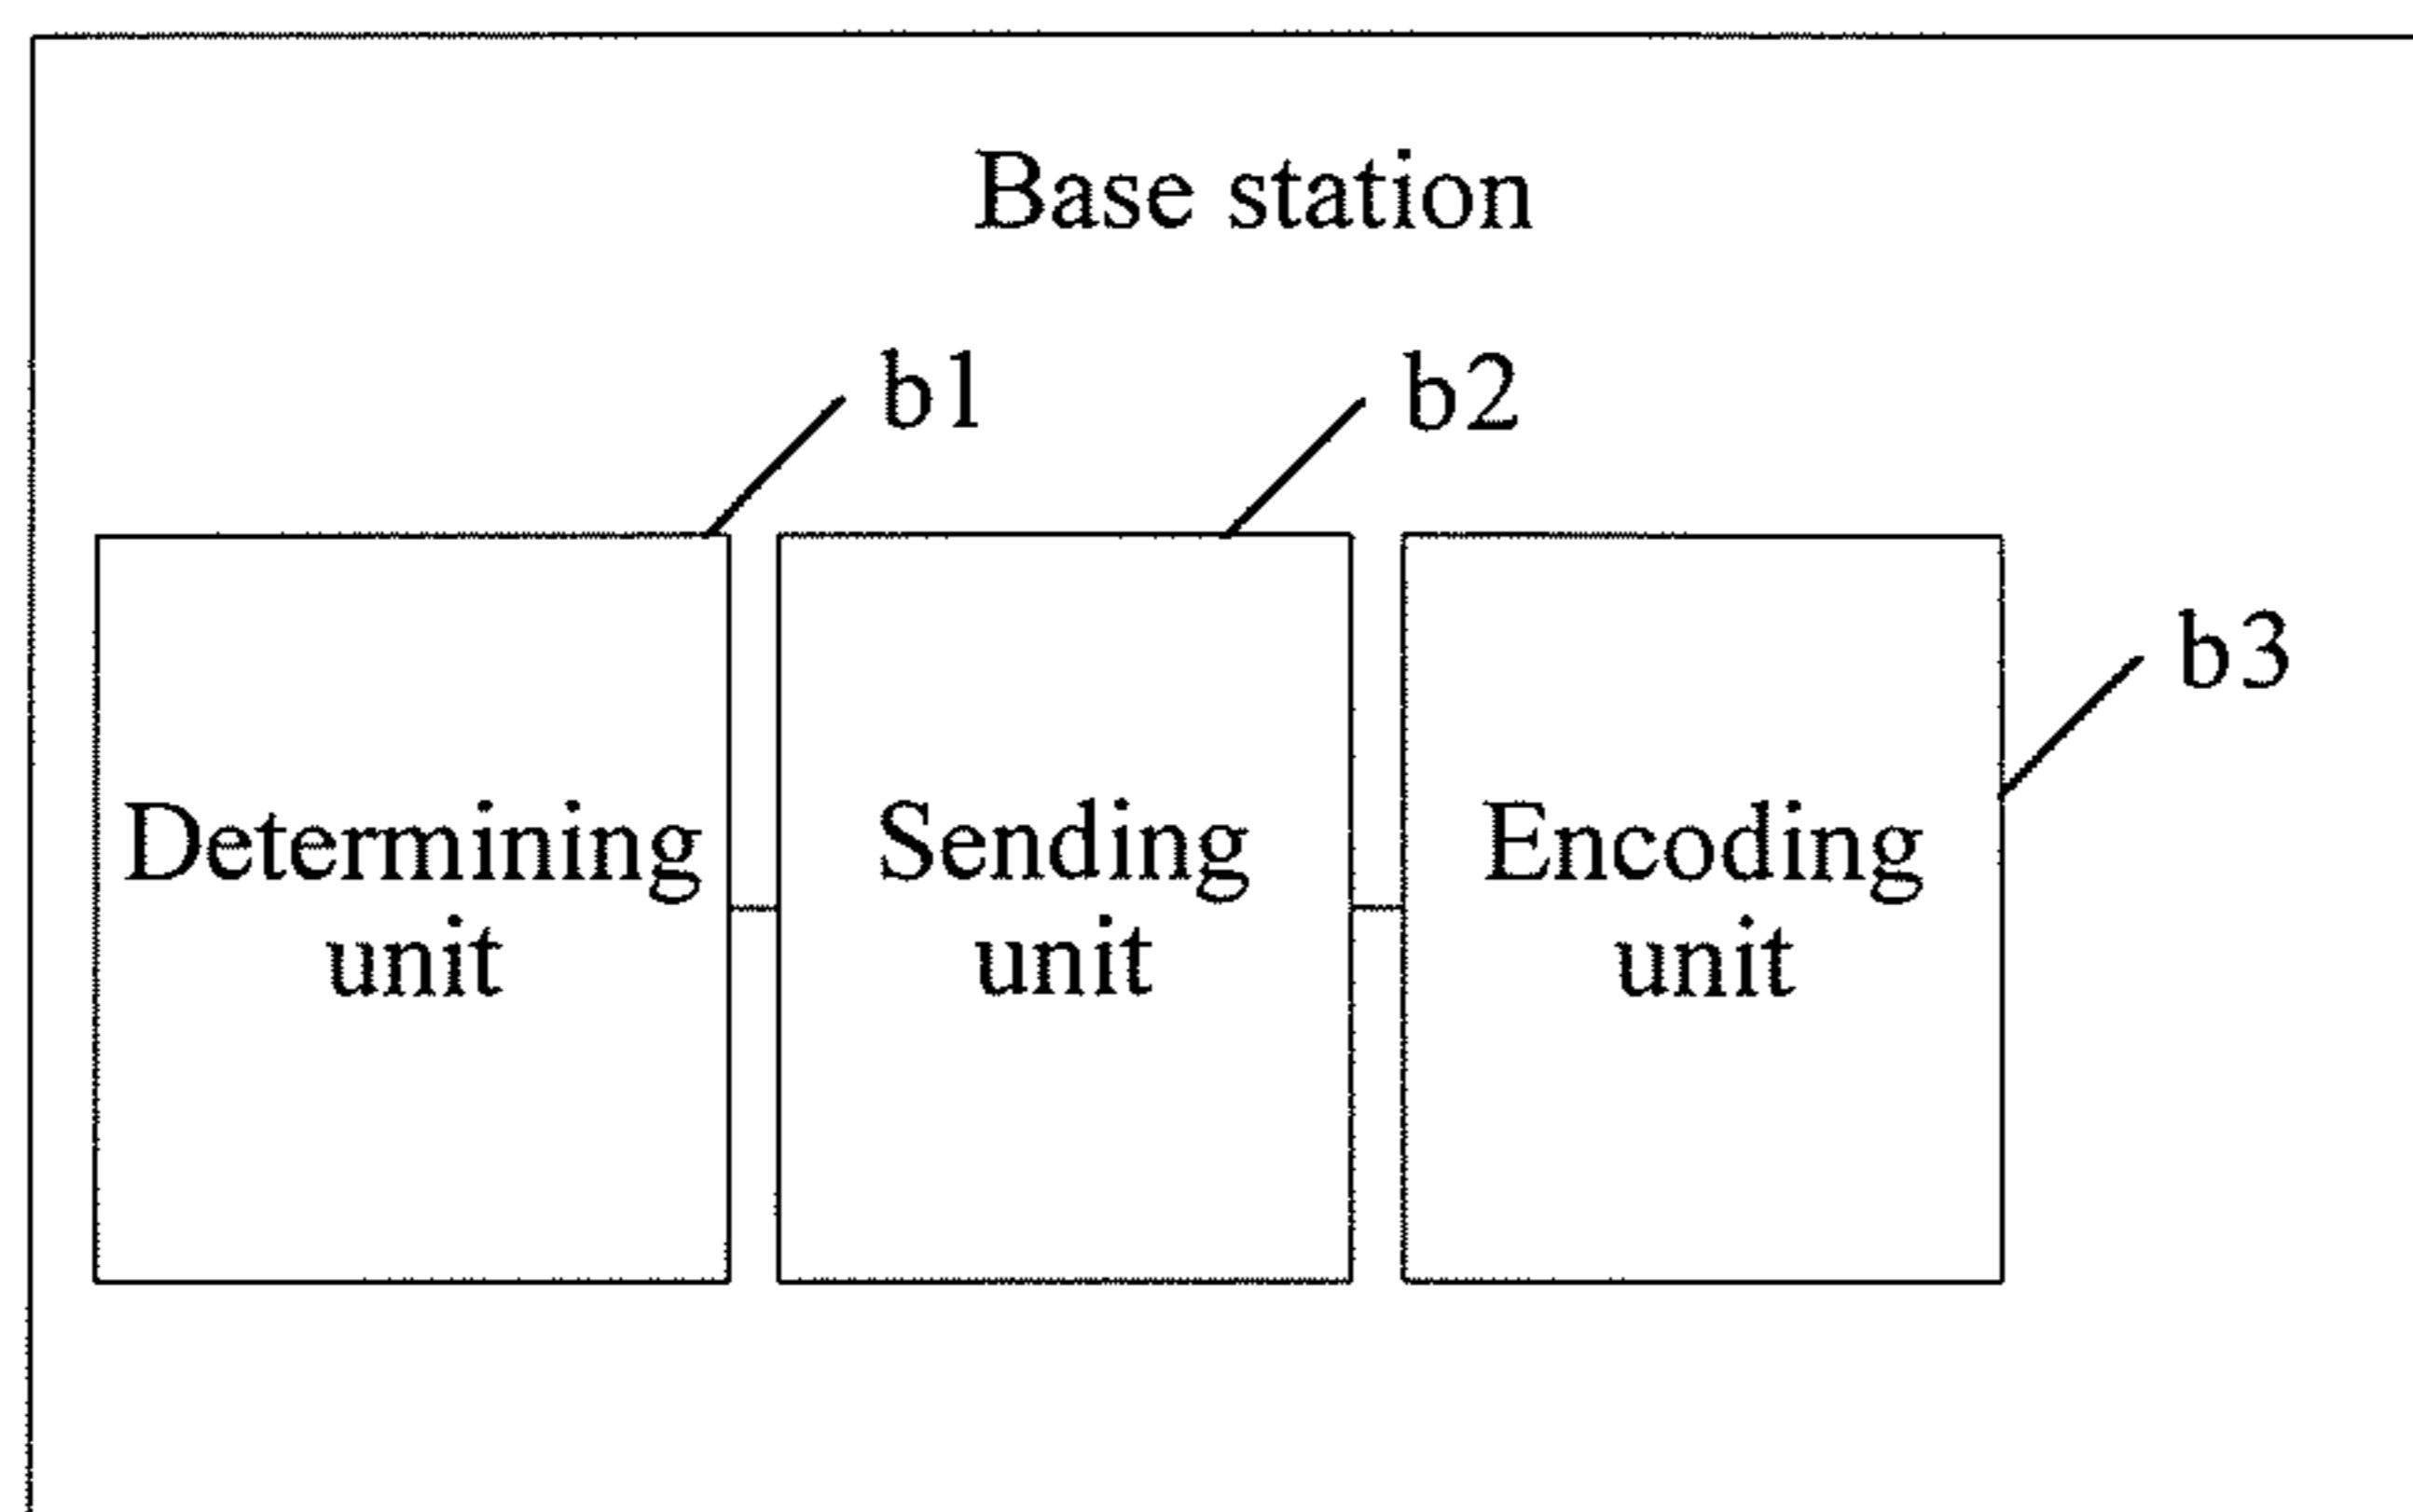 Base station
b1
b2
b3
Determining
unit
Sending
unit
Encoding
unit